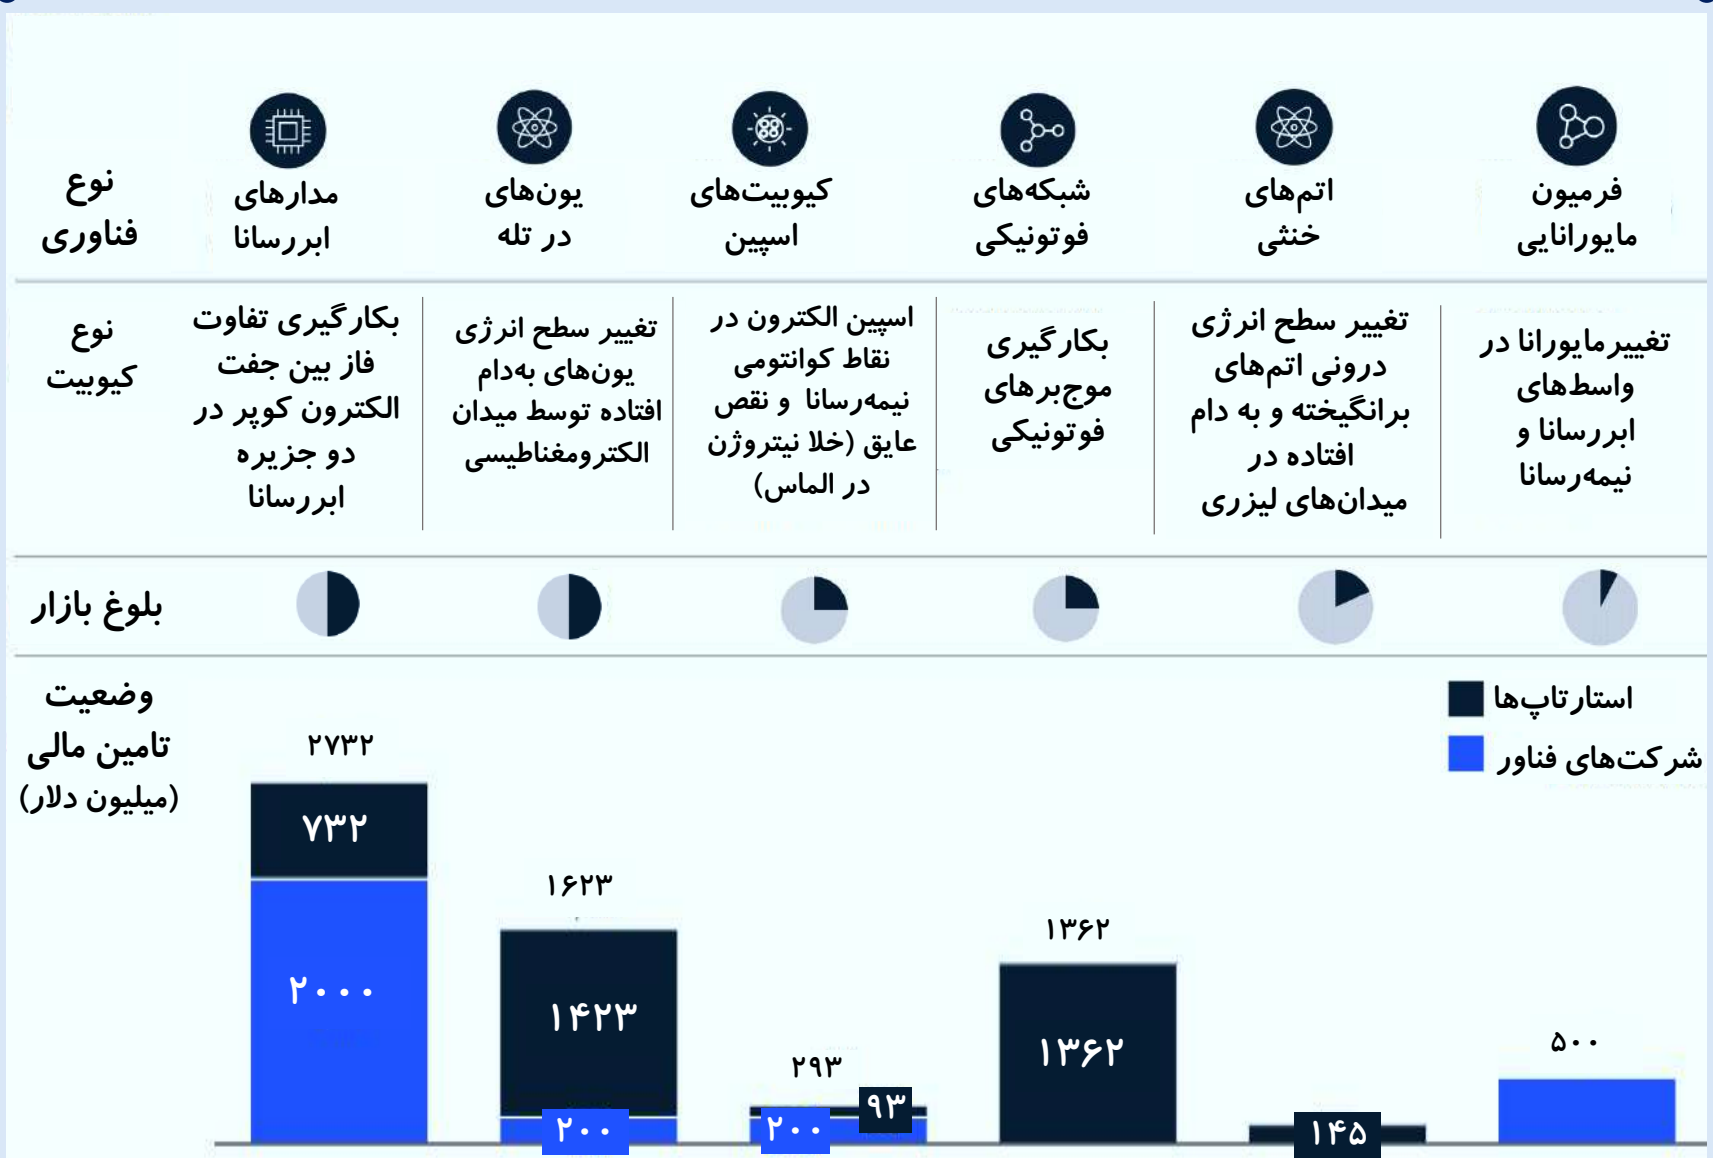 نوع
فناوری
مدارهای
ابررسانا
یون‌های
در تله
کیوبیت‌های
اسپین
شبکه‌های
فوتونیکی
اتم‌های
خنثی
فرمیون
مایورانایی
نوع
کیوبیت
بکارگیری تفاوت
فاز بین جفت
الکترون کوپر در
دو جزیره
ابررسانا
تغییر سطح انرژی
یون‌های به‌دام
افتاده توسط میدان
الکترومغناطیسی
اسپین الکترون در
نقاط کوانتومی
نیمه‌رسانا و نقص
عایق (خلا نیتروژن
در الماس)
بکارگیری
موج‌برهای
فوتونیکی
تغییر سطح انرژی
درونی اتم‌های
برانگیخته و به دام
افتاده در
میدان‌های لیزری
تغییرمایورانا در
واسط‌های
ابررسانا و
نیمه‌رسانا
بلوغ بازار
وضعیت
تامین مالی
(میلیون دلار)
استارتاپ‌ها
شرکت‌های فناور
۲۷۳۲
۷۳۲
۲۰۰۰
۱۶۲۳
۱۴۲۳
۲۰۰
۲۹۳
۹۳
۲۰۰
۱۳۶۲
۱۳۶۲
۱۴۵
۵۰۰